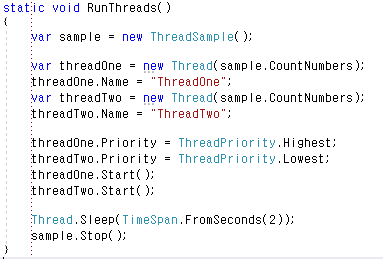 static void RunThreads()
{
var sample = new ThreadSample();
var threadOne = new Thread(sample.CountNumbers);
threadOne.Name = "ThreadOne";
var threadTwo = new Thread(sample.CountNumbers);
threadTwo.Name = "ThreadTwo";
threadOne.Priority = ThreadPriority.Highest;
threadTwo.Priority = ThreadPriority.Lowest;
threadOne.Start();
threadTwo.Start();
Thread.Sleep(TimeSpan.FromSeconds(2));
sample.Stop();
}